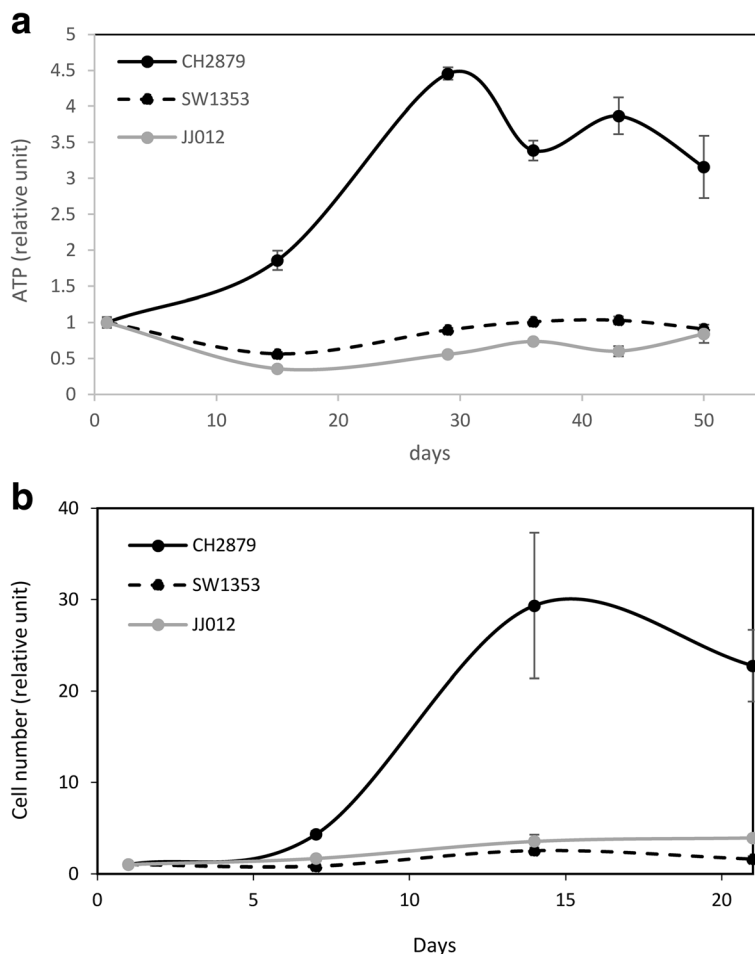 a
5
4.5
4
3.5
3
2.5
2
1.5
1
0.5
0
ATP (relative unit)
CH2879
SW1353
JJ012
0 10 20 30 40 50
days
b
40
30
20
10
0
Cell number (relative unit)
CH2879
SW1353
JJ012
0 5 10 15 20
Days